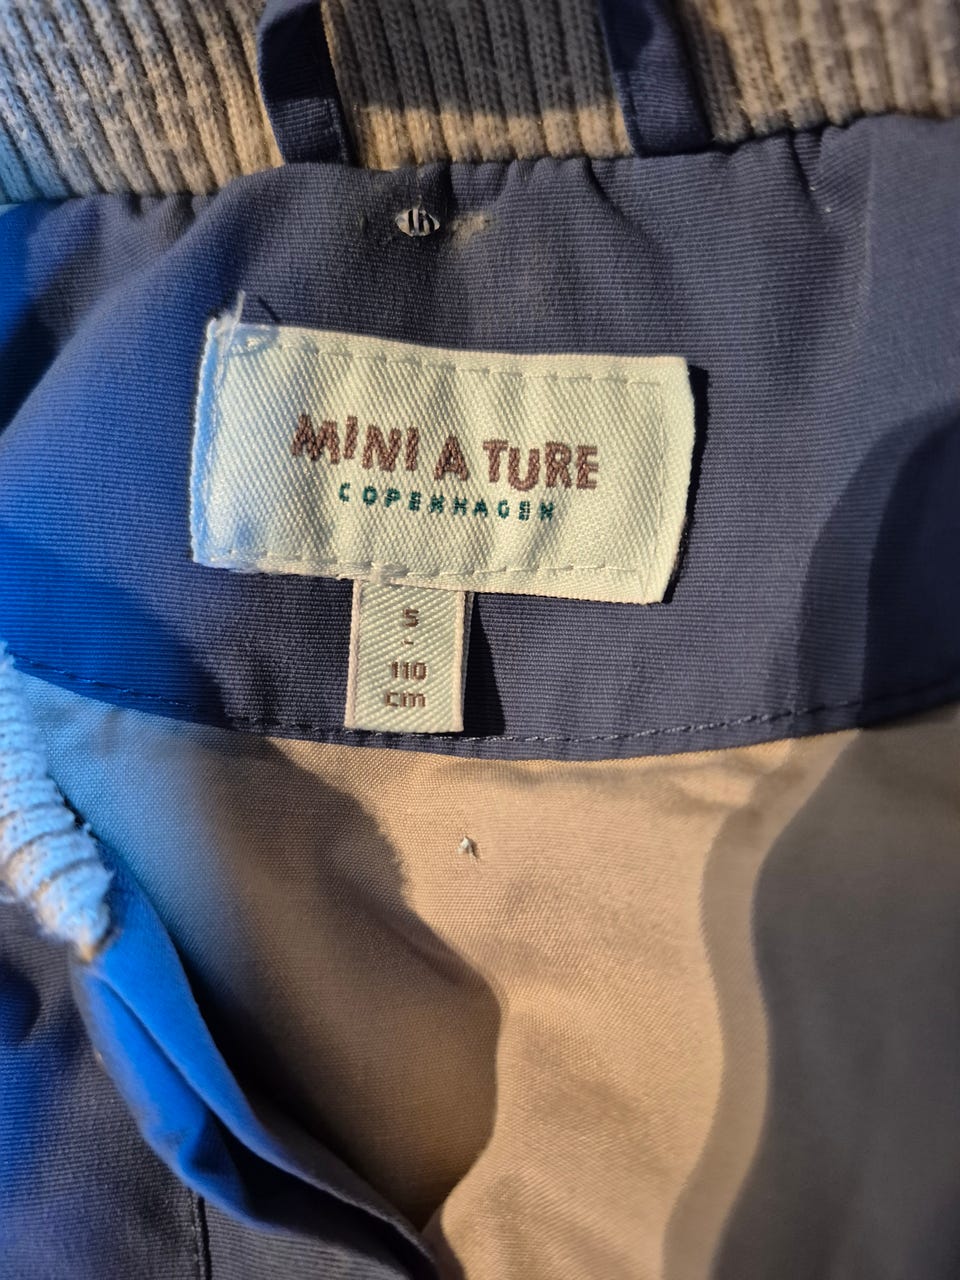 MINI A TURE
COPENHAGEN
5
-
110
cm